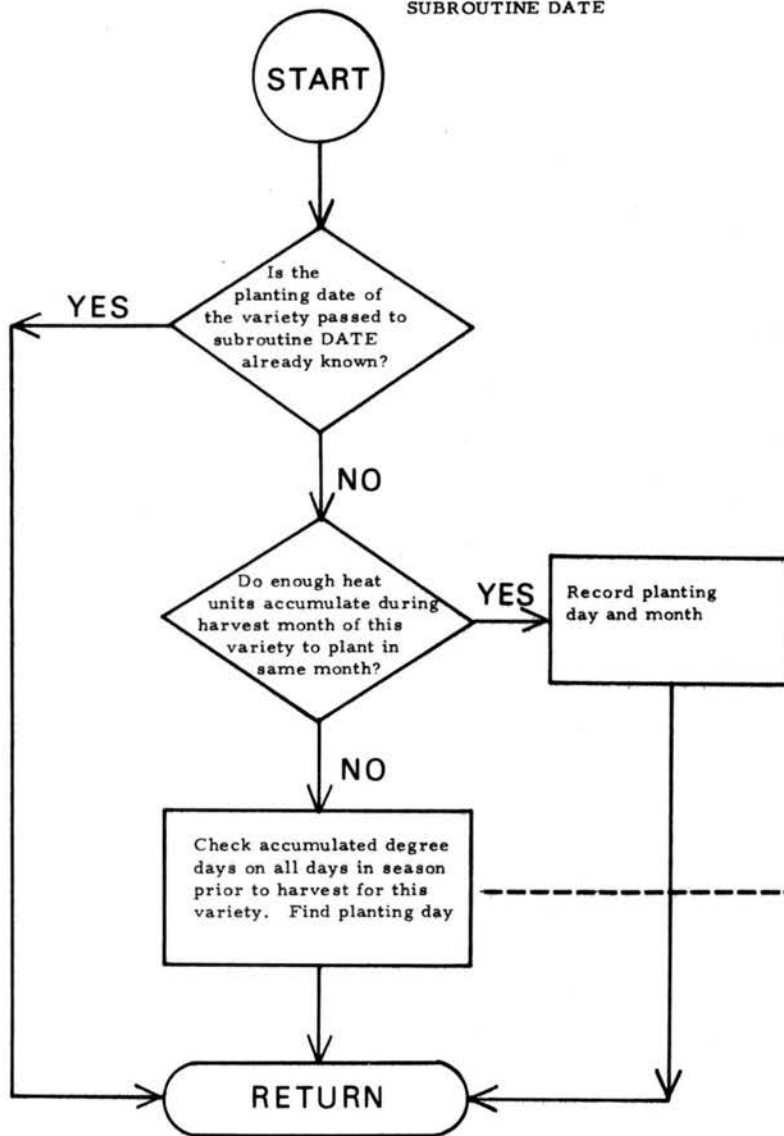 SUBROUTINE DATE
START
Is the
planting date of
the variety passed to
subroutine DATE
already known?
YES
NO
Do enough heat
units accumulate during
harvest month of this
variety to plant in
same month?
YES
Record planting
day and month
NO
Check accumulated degree
days on all days in season
prior to harvest for this
variety. Find planting day
RETURN